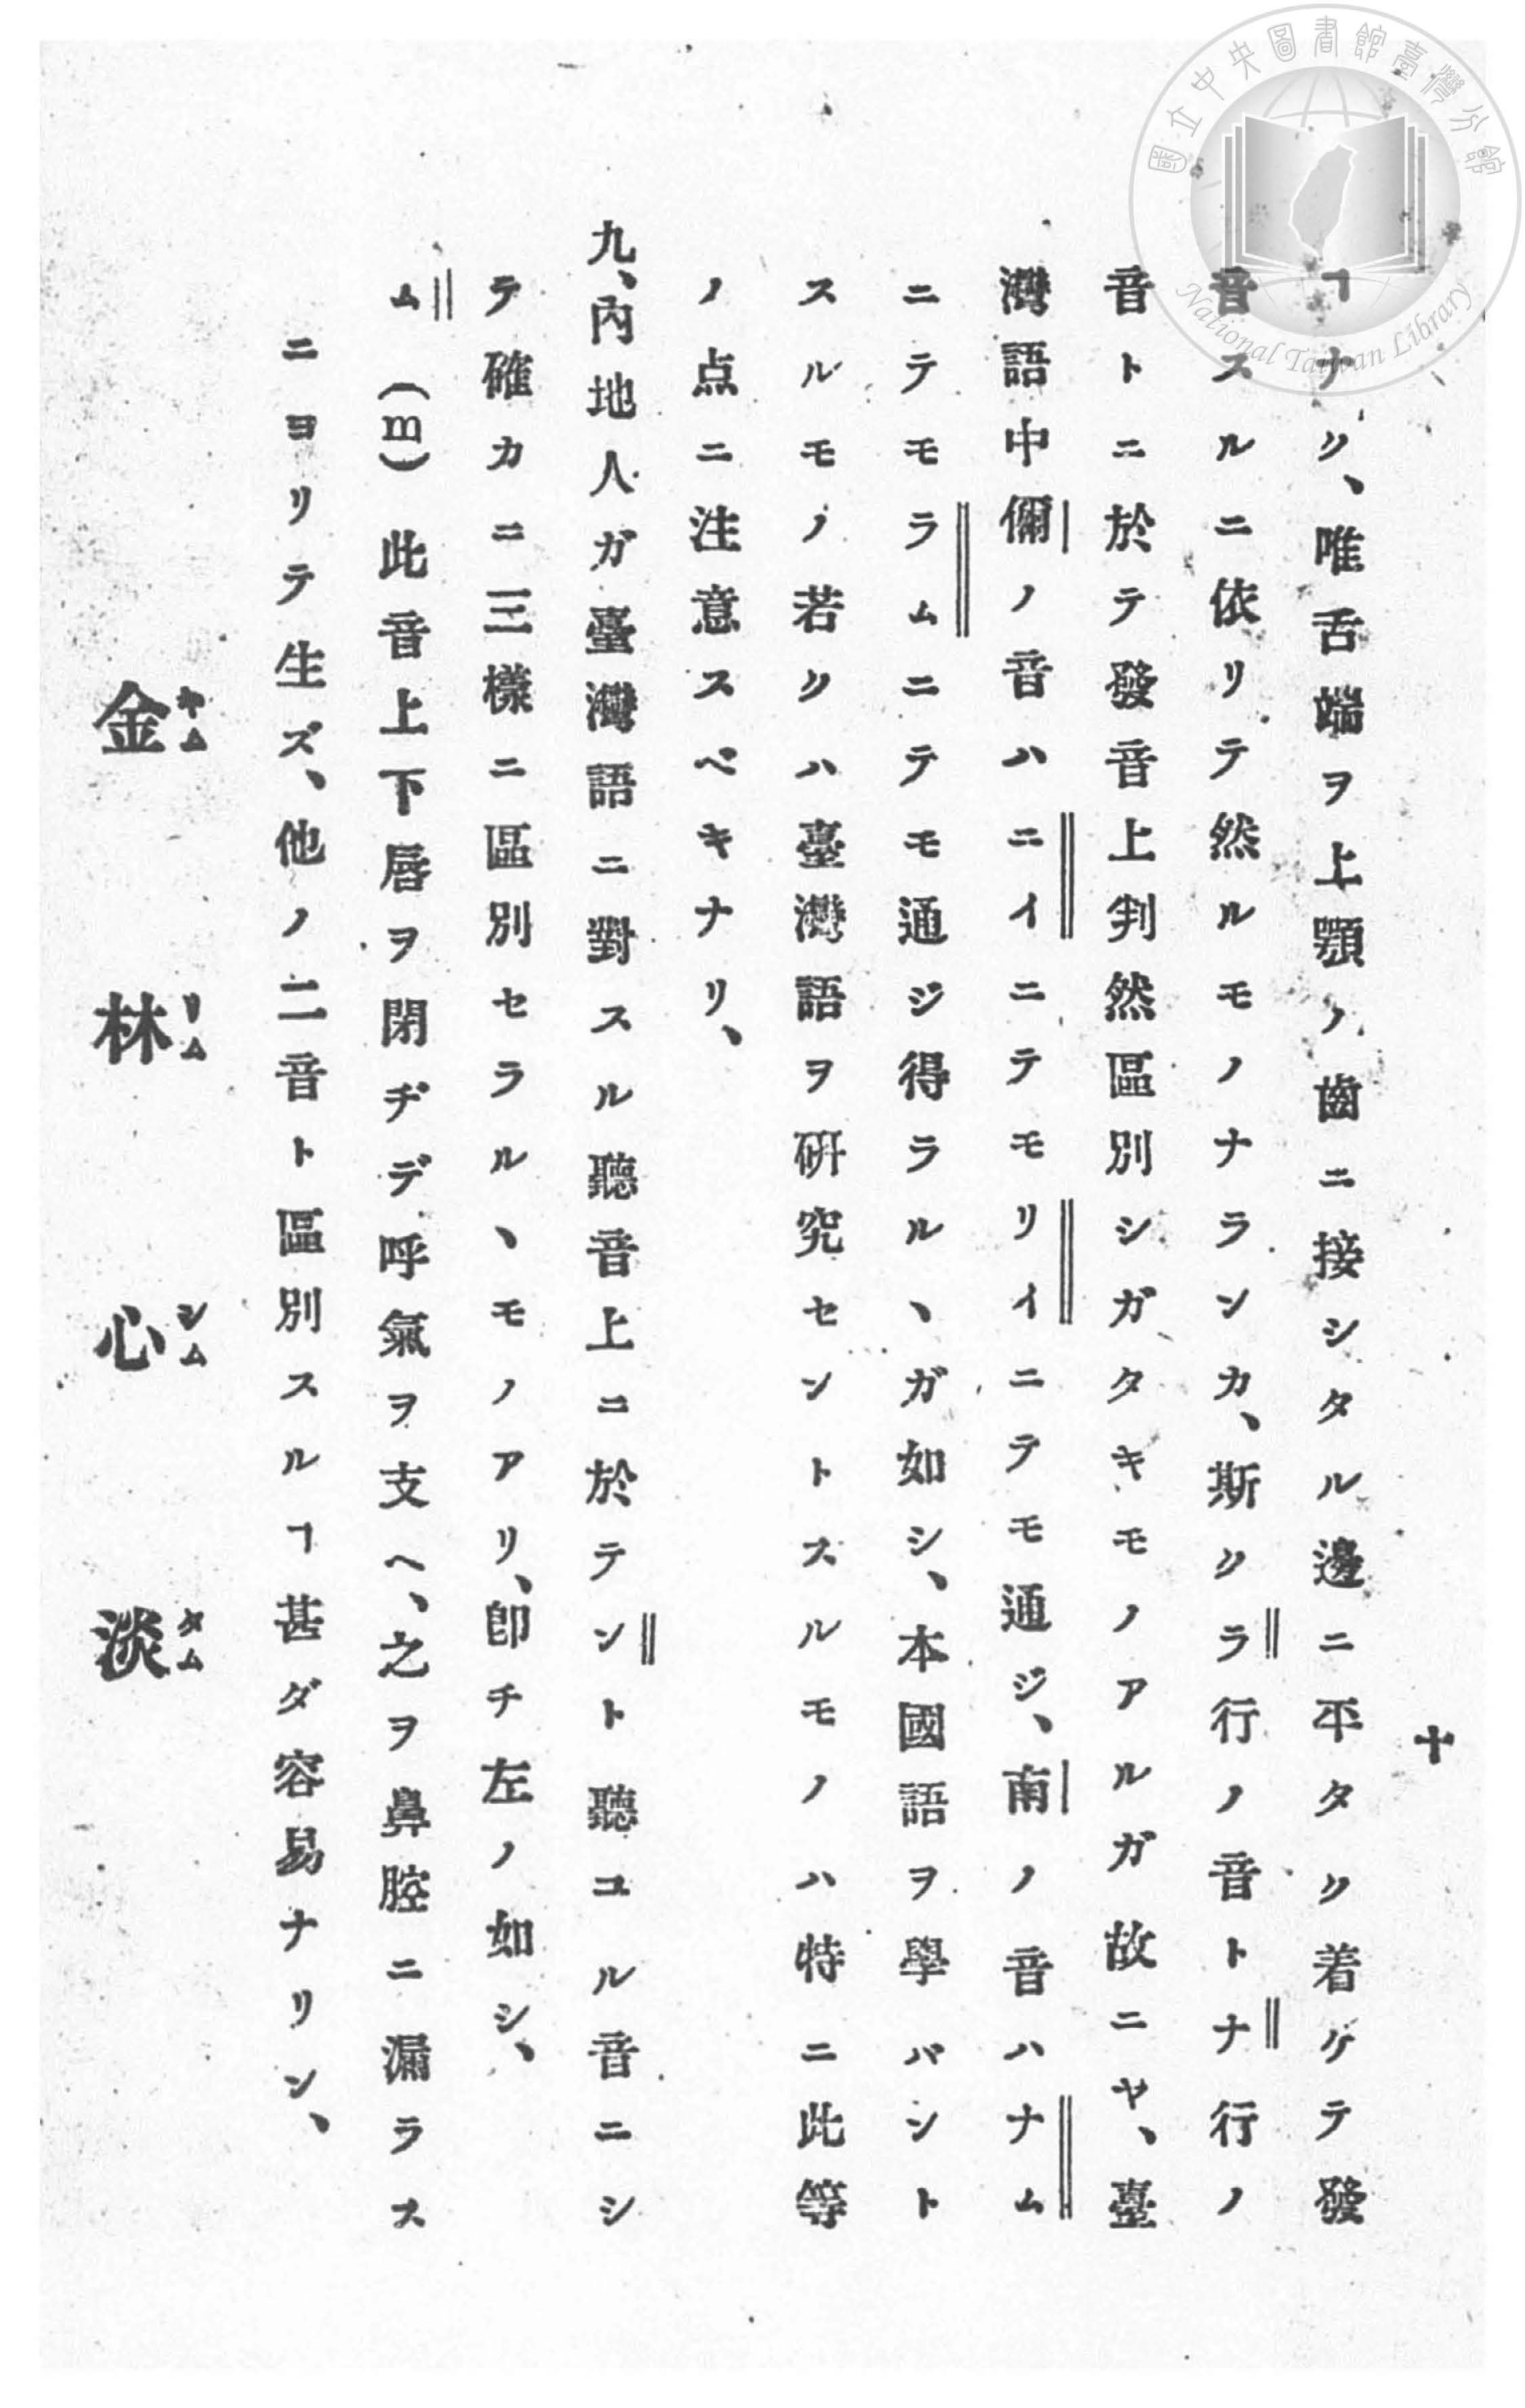 國立中央圖書館臺灣分館
National Taiwan Library
十
ヿナク、唯舌端ヲ上顎ノ齒ニ接シタル邊ニ平タク着ケテ發
音スルニ依リテ然ルモノナランカ、斯クラ行ノ音トナ行ノ
音トニ於テ發音上判然區別シガタキモノアルガ故ニヤ、臺
灣語中儞ノ音ハニイニテモリイニテモ通ジ、南ノ音ハナム
ニテモラムニテモ通ジ得ラルヽガ如シ、本國語ヲ學バント
スルモノ若クハ臺灣語ヲ硏究セントスルモノハ特ニ此等
ノ点ニ注意スベキナリ、
九、內地人ガ臺灣語ニ對スル聽音上ニ於テント聽ユル音ニシ
テ確カニ三樣ニ區別セラルヽモノアリ、卽チ左ノ如シ、
ム(m)此音上下唇ヲ閉ヂデ呼氣ヲ支ヘ、之ヲ鼻腔ニ漏ラス
ニヨリテ生ズ、他ノ二音ト區別スルヿ甚ダ容易ナリン、
キム リム シム タム
金 林 心 淡